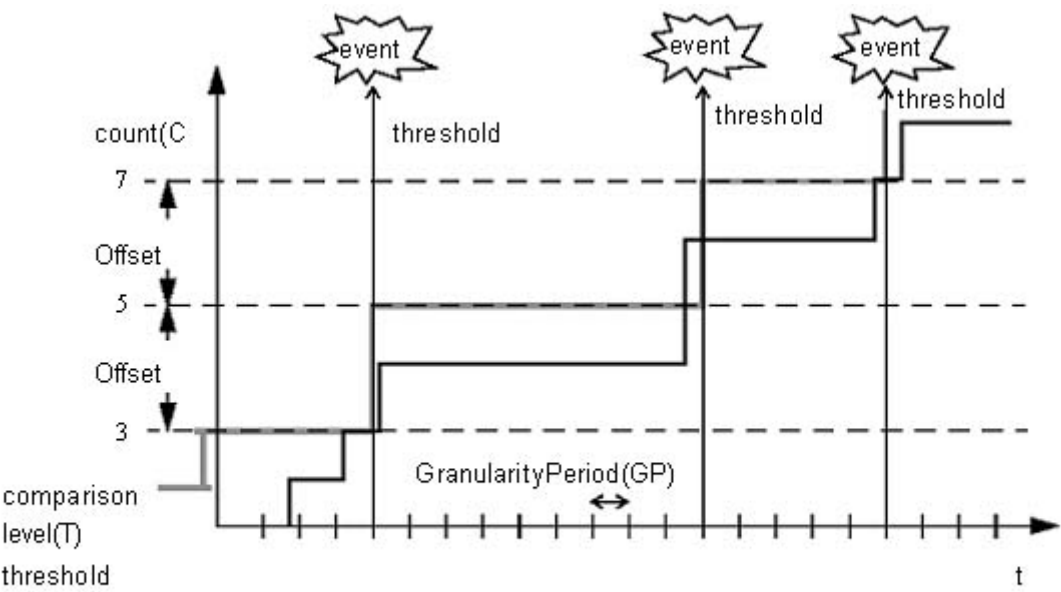 event
event
event
threshold
threshold
threshold
count(C
7
Offset
5
Offset
3
GranularityPeriod(GP)
comparison
level(T)
threshold
t